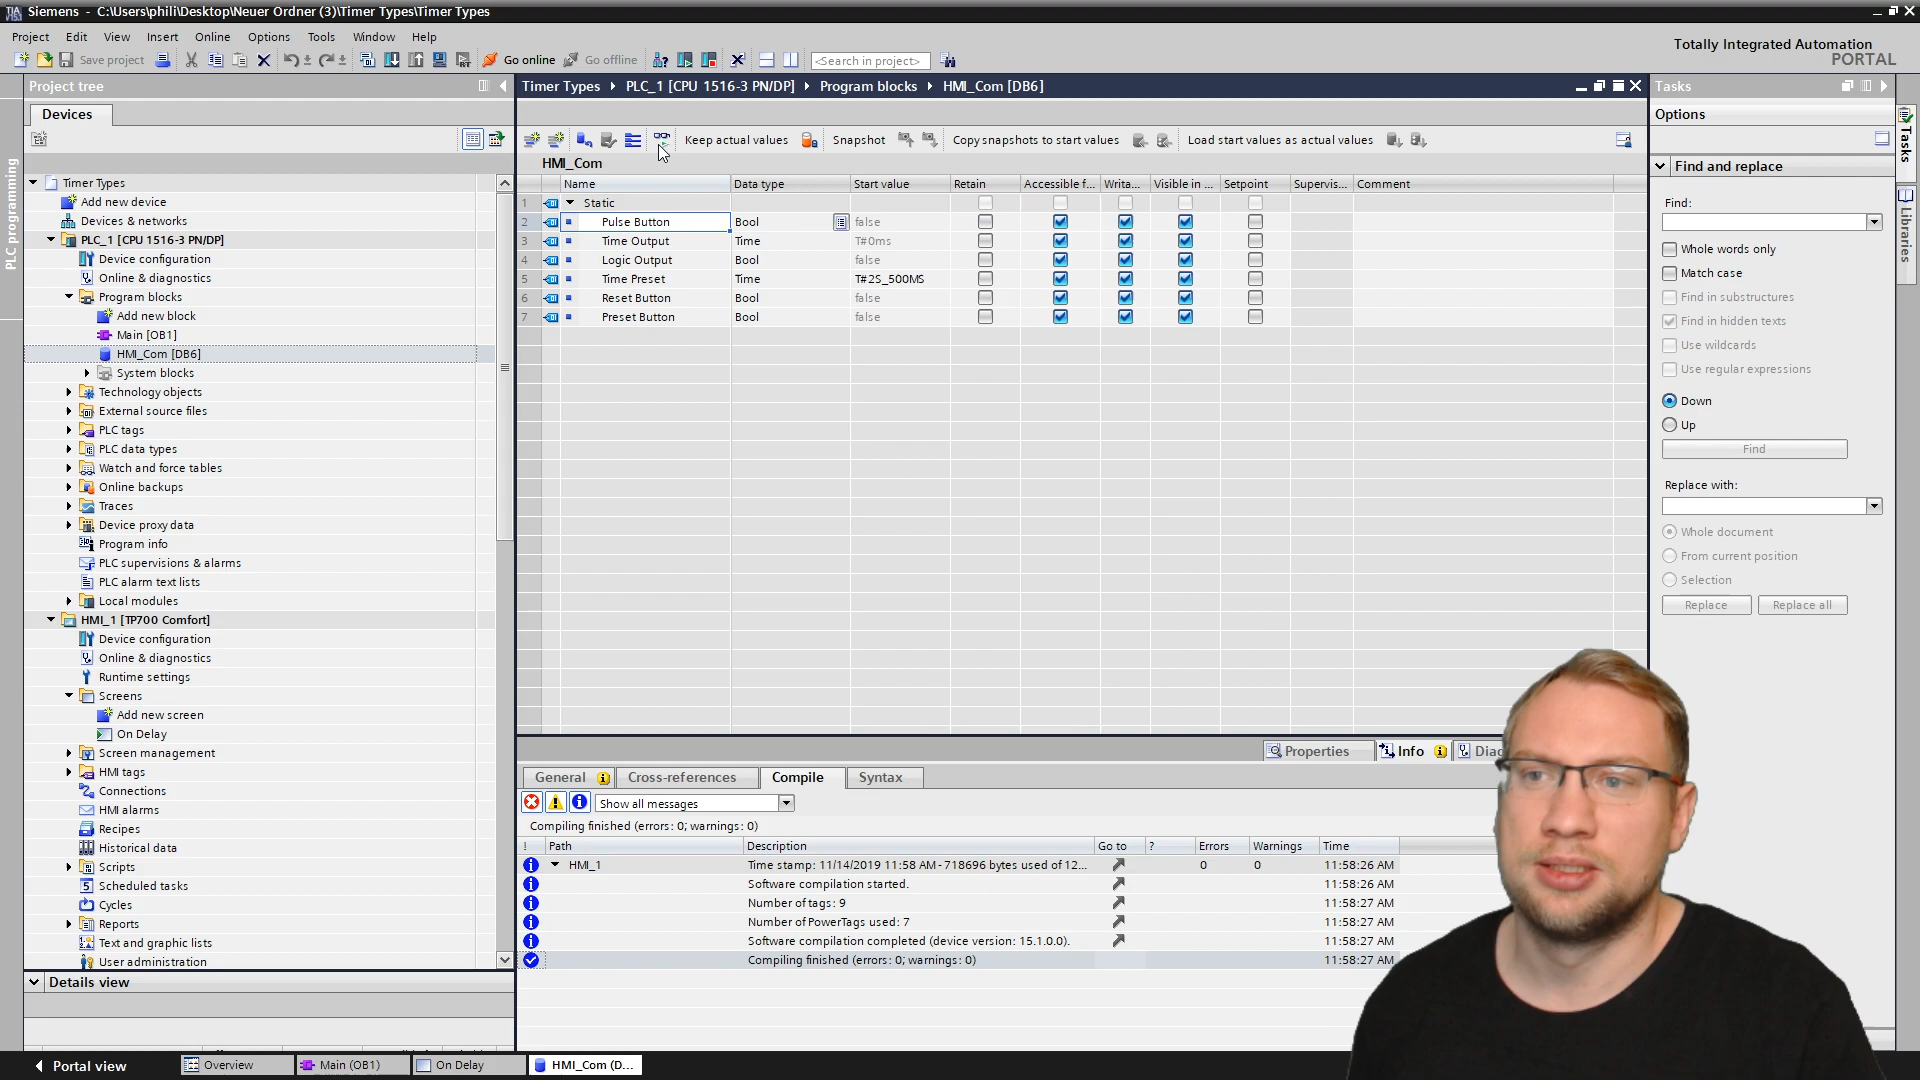 Siemens - C:\Users\phili\Desktop\Neuer Ordner (3)\Timer Types\Timer Types
Project Edit View Insert Online Options Tools Window Help
Totally Integrated Automation
PORTAL
Save project
Go online
Go offline
<Search in project>
Project tree
Devices
PLC programming
Timer Types
Add new device
Devices & networks
PLC_1 [CPU 1516-3 PN/DP]
Device configuration
Online & diagnostics
Program blocks
Add new block
Main [OB1]
HMI_Com [DB6]
System blocks
Technology objects
External source files
PLC tags
PLC data types
Watch and force tables
Online backups
Traces
Device proxy data
Program info
PLC supervisions & alarms
PLC alarm text lists
Local modules
HMI_1 [TP700 Comfort]
Device configuration
Online & diagnostics
Runtime settings
Screens
Add new screen
On Delay
Screen management
HMI tags
Connections
HMI alarms
Recipes
Historical data
Scripts
Scheduled tasks
Cycles
Reports
Text and graphic lists
User administration
Details view
Timer Types PLC_1 [CPU 1516-3 PN/DP] Program blocks HMI_Com [DB6]
Keep actual values Snapshot Copy snapshots to start values Load start values as actual values
HMI_Com
Name Data type Start value Retain Accessible f... Writa... Visible in ... Setpoint Supervis... Comment
1 Static
2 Pulse Button Bool false
3 Time Output Time T#0ms
4 Logic Output Bool false
5 Time Preset Time T#2S_500MS
6 Reset Button Bool false
7 Preset Button Bool false
Properties Info Diag
General Cross-references Compile Syntax
Show all messages
Compiling finished (errors: 0; warnings: 0)
! Path Description Go to ? Errors Warnings Time
HMI_1 Time stamp: 11/14/2019 11:58 AM - 718696 bytes used of 12... 0 0 11:58:26 AM
Software compilation started. 11:58:26 AM
Number of tags: 9 11:58:27 AM
Number of PowerTags used: 7 11:58:27 AM
Software compilation completed (device version: 15.1.0.0). 11:58:27 AM
Compiling finished (errors: 0; warnings: 0) 11:58:27 AM
Tasks
Options
Find and replace
Find:
Whole words only
Match case
Find in substructures
Find in hidden texts
Use wildcards
Use regular expressions
Down
Up
Find
Replace with:
Whole document
From current position
Selection
Replace Replace all
Tasks
Libraries
Portal view Overview Main (OB1) On Delay HMI_Com (D...